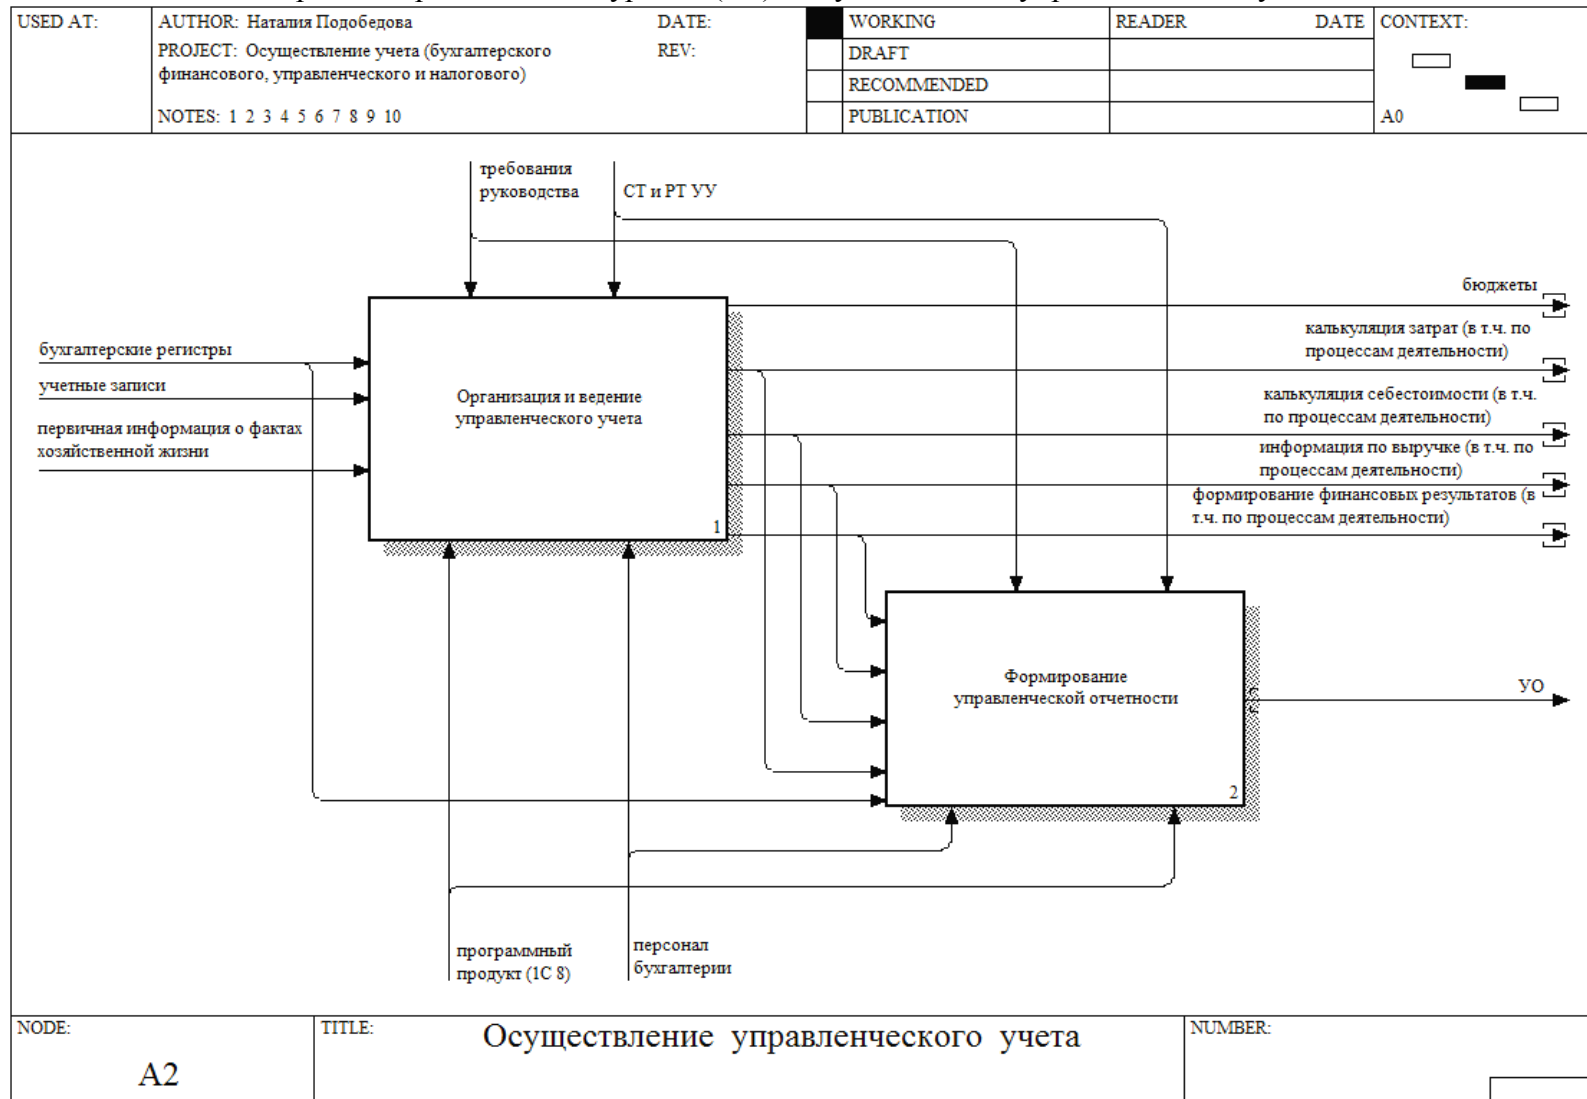 USED AT:
AUTHOR: Наталия Подобедова
DATE:
WORKING
READER
DATE
CONTEXT:
PROJECT: Осуществление учета (бухгалтерского
финансового, управленческого и налогового)
REV:
DRAFT
RECOMMENDED
NOTES: 1 2 3 4 5 6 7 8 9 10
PUBLICATION
A0
требования
руководства
СТ и РТ УУ
бюджеты
калькуляция затрат (в т.ч. по
процессам деятельности)
бухгалтерские регистры
учетные записи
первичная информация о фактах
хозяйственной жизни
Организация и ведение
управленческого учета
1
калькуляция себестоимости (в т.ч.
по процессам деятельности)
информация по выручке (в т.ч. по
процессам деятельности)
формирование финансовых результатов (в
т.ч. по процессам деятельности)
Формирование
управленческой отчетности
2
УО
программный
продукт (1С 8)
персонал
бухгалтерии
NODE:
A2
TITLE:
Осуществление управленческого учета
NUMBER: